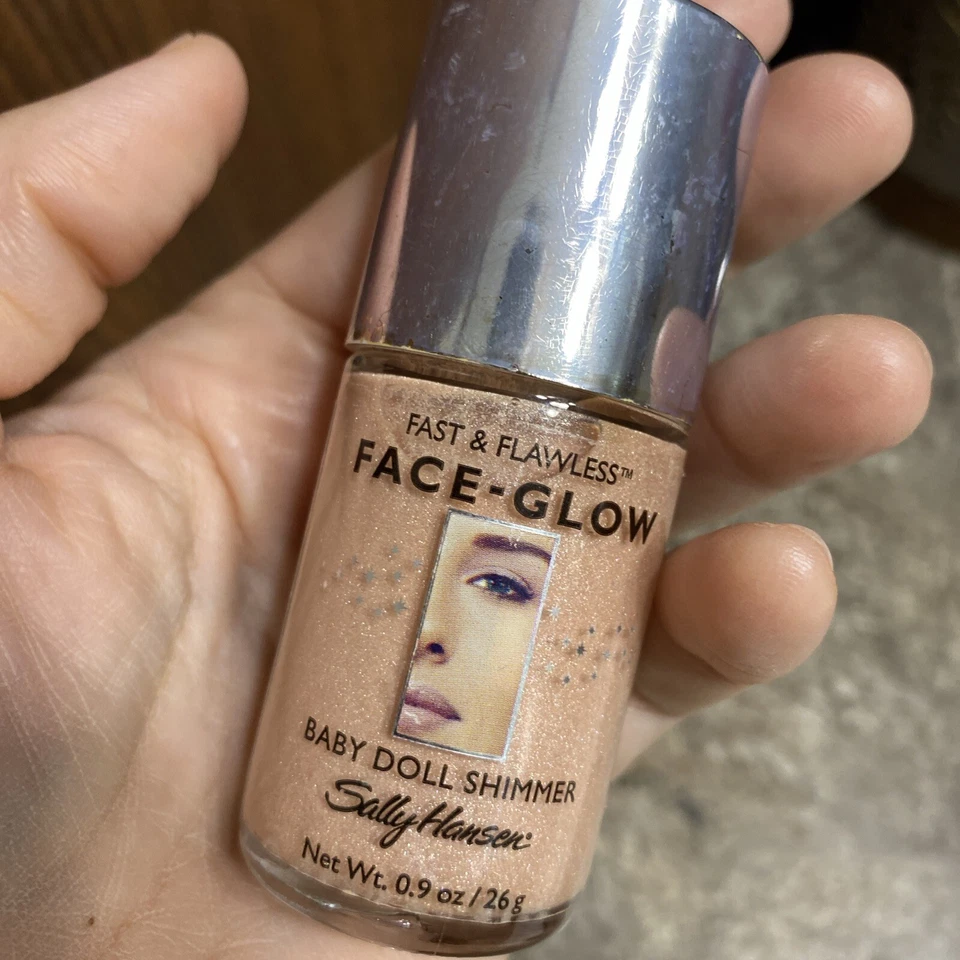 FAST & FLAWLESS™
FACE-GLOW
BABY DOLL SHIMMER
Sally Hansen
Net Wt. 0.9 oz / 26 g